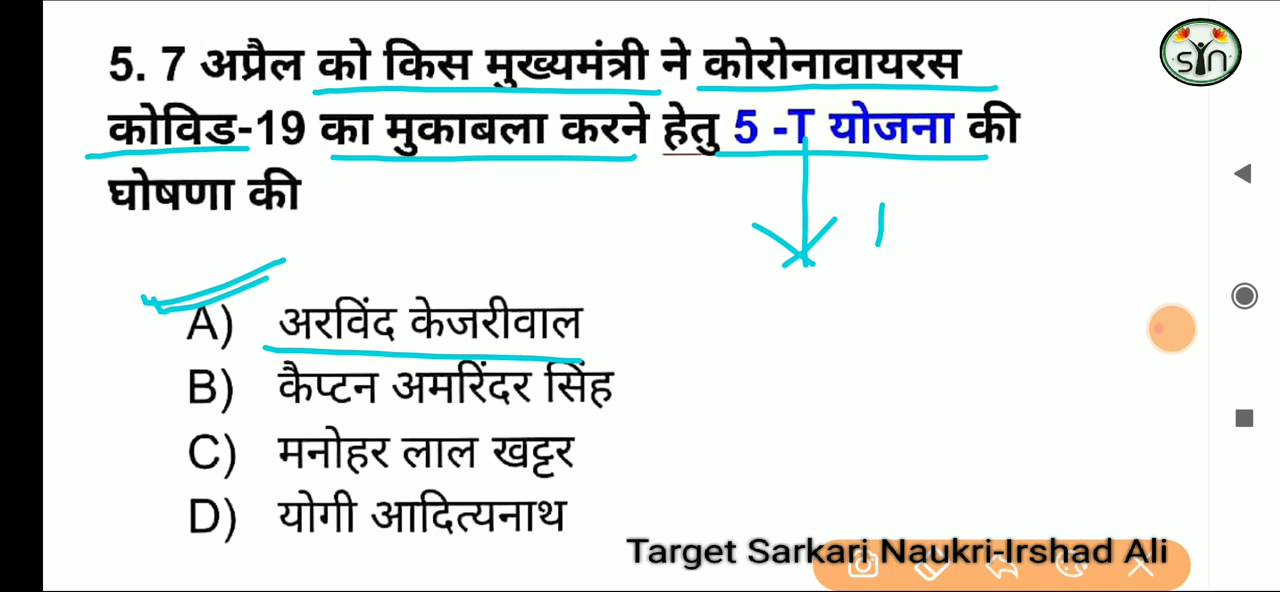 5. 7 अप्रैल को किस मुख्यमंत्री ने कोरोनावायरस
कोविड-19 का मुकाबला करने हेतु 5 -T योजना की
घोषणा की
A) अरविंद केजरीवाल
B) कैप्टन अमरिंदर सिंह
C) मनोहर लाल खट्टर
D) योगी आदित्यनाथ
Target Sarkari Naukri-Irshad Ali
SYN